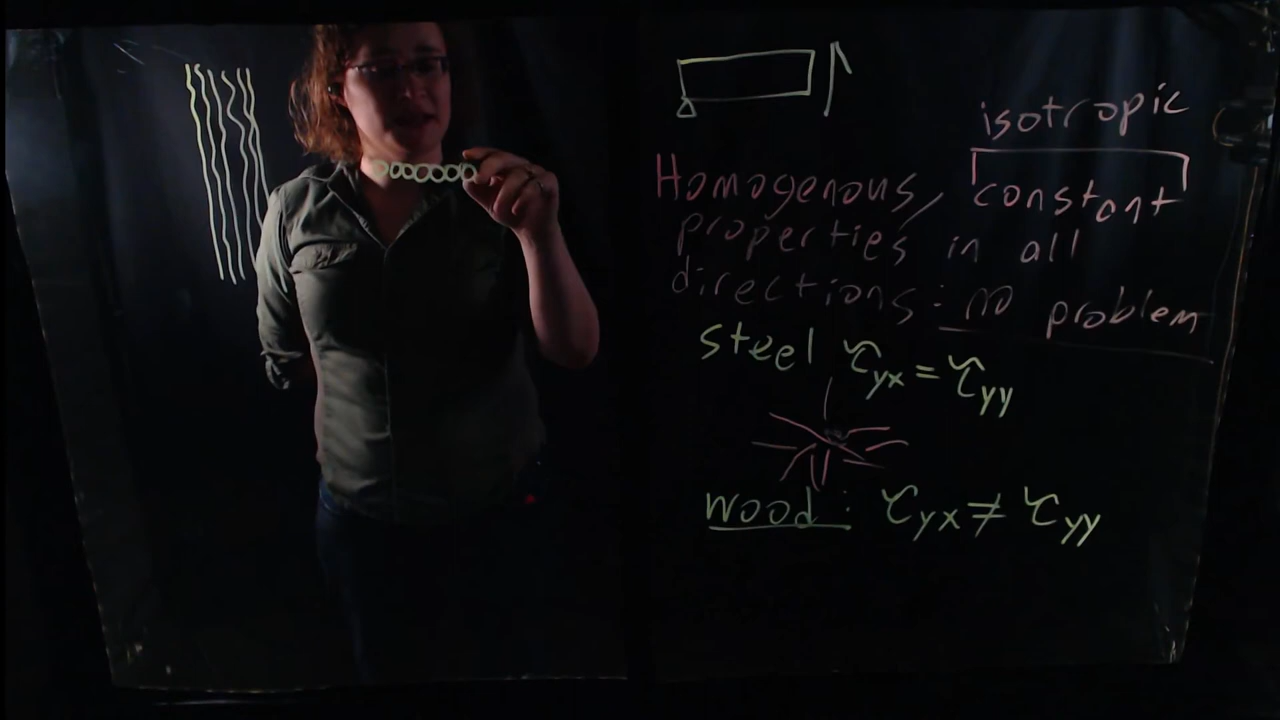 isotropic
Homogenous, constant
properties in all
directions: no problem
steel τyx = τyy
wood: τyx ≠ τyy